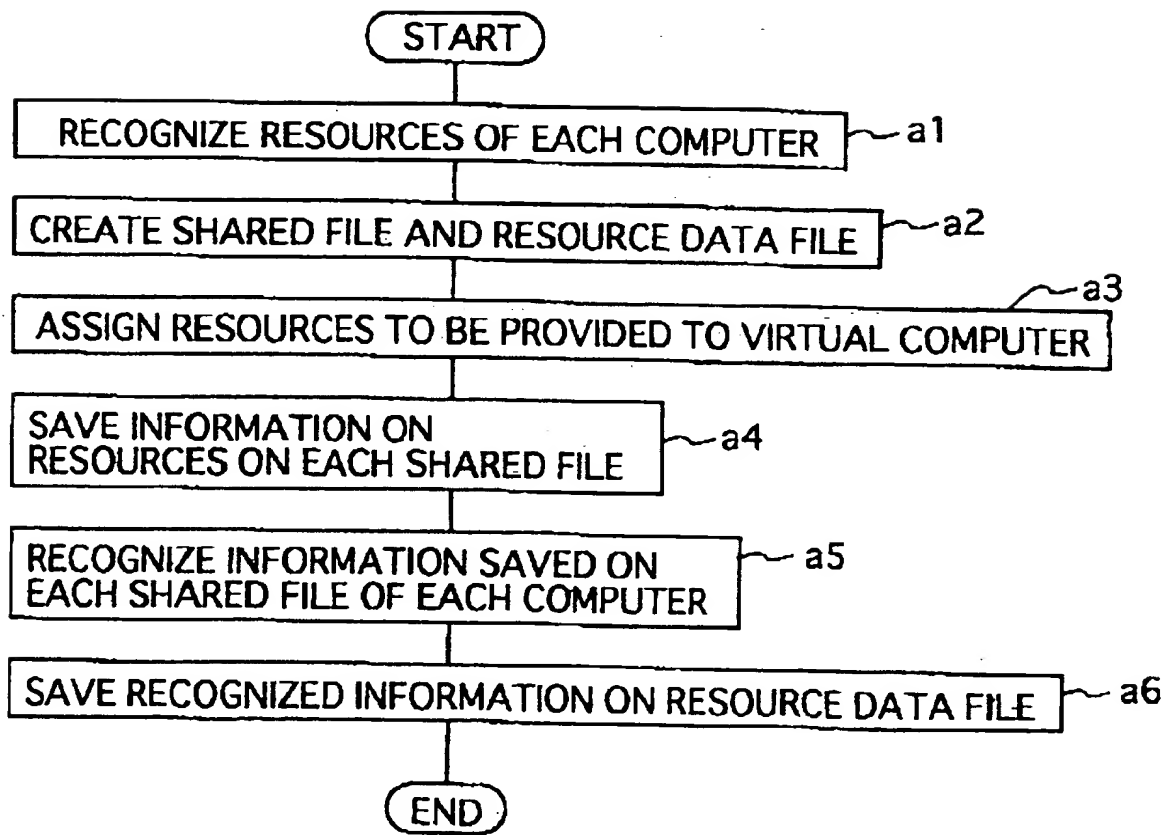 START
RECOGNIZE RESOURCES OF EACH COMPUTER
a1
CREATE SHARED FILE AND RESOURCE DATA FILE
a2
ASSIGN RESOURCES TO BE PROVIDED TO VIRTUAL COMPUTER
a3
SAVE INFORMATION ON
RESOURCES ON EACH SHARED FILE
a4
RECOGNIZE INFORMATION SAVED ON
EACH SHARED FILE OF EACH COMPUTER
a5
SAVE RECOGNIZED INFORMATION ON RESOURCE DATA FILE
a6
END